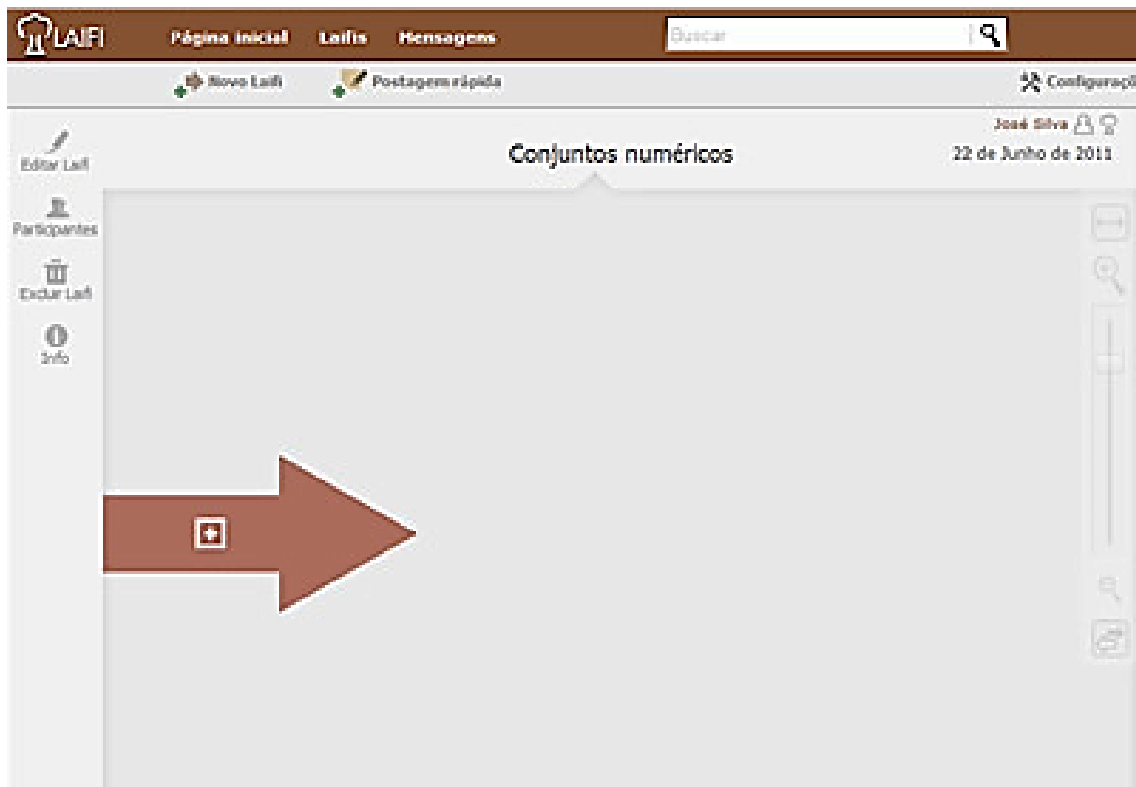 LAIFI Página inicial Laifis Mensagens Buscar
Novo Laifi Postagem rápida Configuraçõ
José Silva
Conjuntos numéricos 22 de Junho de 2011
Editar Laifi
Participantes
Excluir Laifi
Info